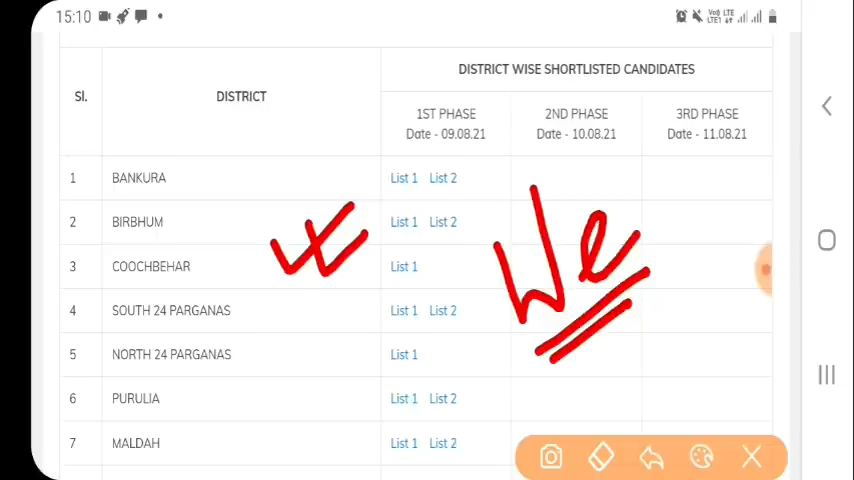 15:10 Vo) LTE LTE1
Sl. DISTRICT DISTRICT WISE SHORTLISTED CANDIDATES
1ST PHASE 2ND PHASE 3RD PHASE
Date - 09.08.21 Date - 10.08.21 Date - 11.08.21
1 BANKURA List 1 List 2
2 BIRBHUM List 1 List 2
3 COOCHBEHAR List 1
4 SOUTH 24 PARGANAS List 1 List 2
5 NORTH 24 PARGANAS List 1
6 PURULIA List 1 List 2
7 MALDAH List 1 List 2
We